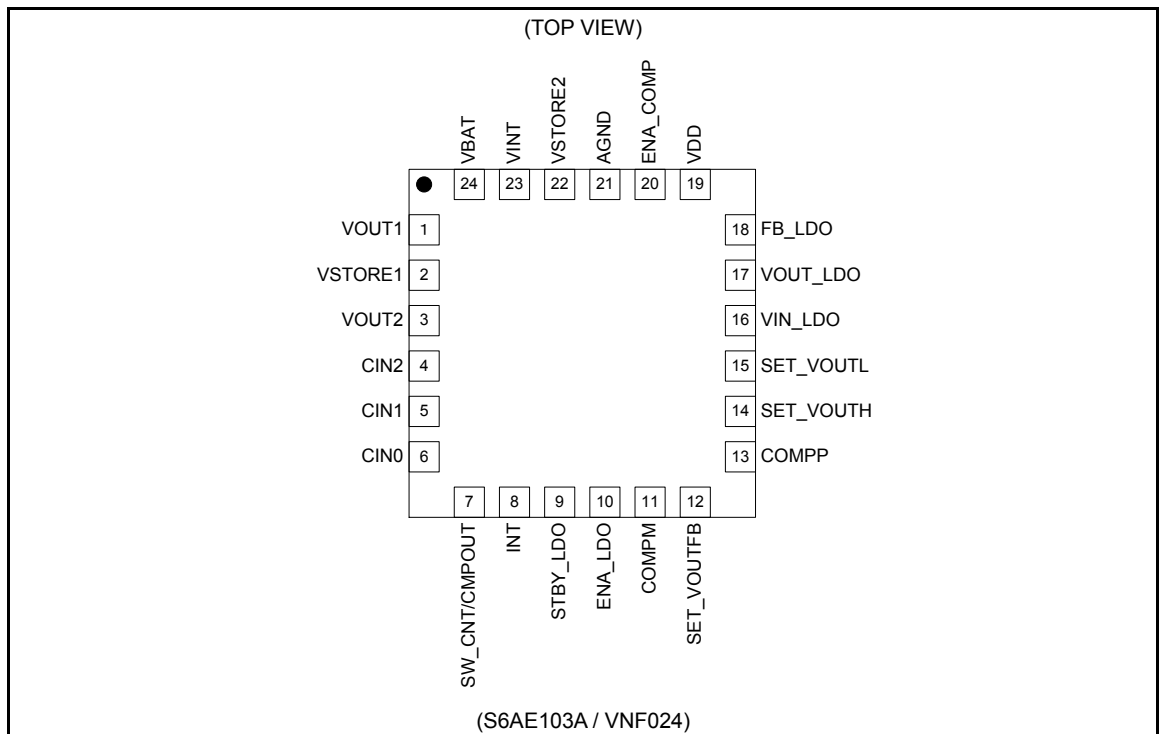 (TOP VIEW)
VBAT
VINT
VSTORE2
AGND
ENA_COMP
VDD
24
23
22
21
20
19
VOUT1 1
VSTORE1 2
VOUT2 3
CIN2 4
CIN1 5
CIN0 6
18 FB_LDO
17 VOUT_LDO
16 VIN_LDO
15 SET_VOUTL
14 SET_VOUTH
13 COMPP
7
8
9
10
11
12
SW_CNT/CMPOUT
INT
STBY_LDO
ENA_LDO
COMPM
SET_VOUTFB
(S6AE103A / VNF024)